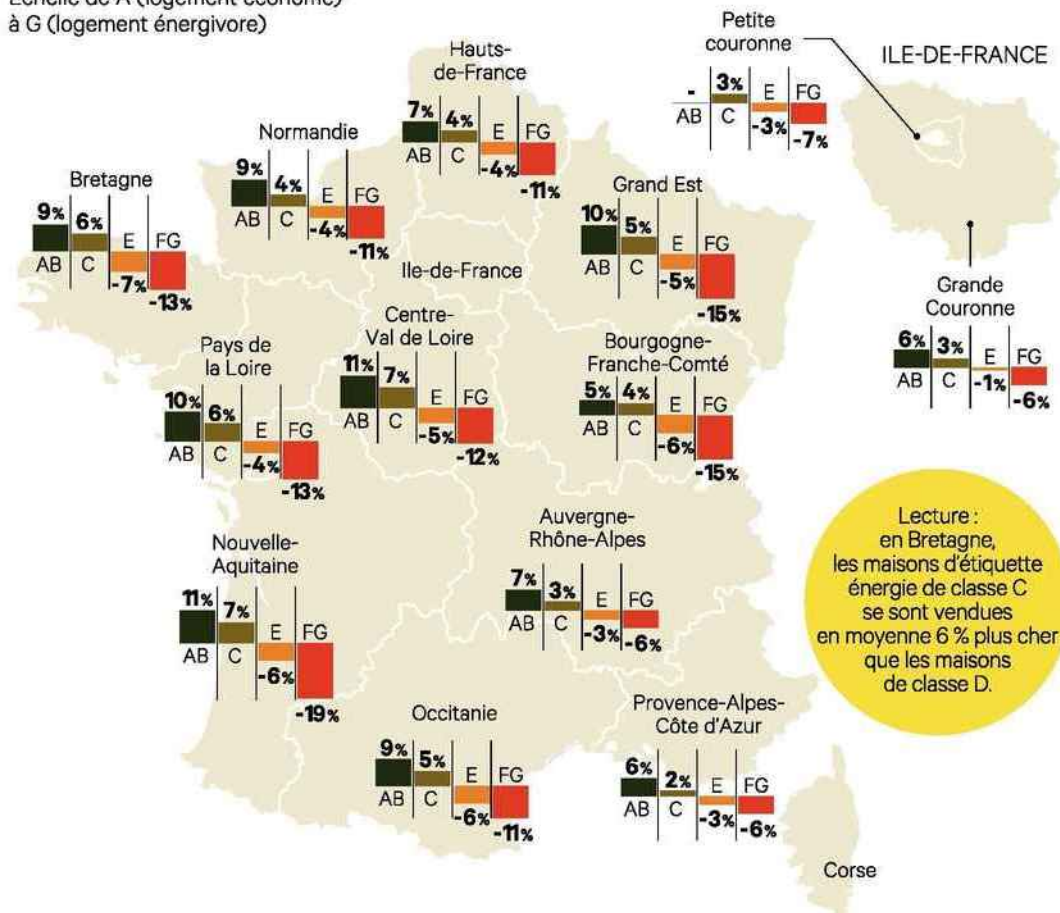 Échelle de A (logement économe)
à G (logement énergivore)
Petite
couronne
ILE-DE-FRANCE
- 3% E FG
AB C -3% -7%
Hauts-
de-France
7% 4% E FG
AB C -4% -11%
Normandie
9% 4% E FG
AB C -4% -11%
Bretagne
9% 6% E FG
AB C -7% -13%
Grand Est
10% 5% E FG
AB C -5% -15%
Ile-de-France
Grande
Couronne
6% 3% E FG
AB C -1% -6%
Centre-
Val de Loire
11% 7% E FG
AB C -5% -12%
Pays de
la Loire
10% 6% E FG
AB C -4% -13%
Bourgogne-
Franche-Comté
5% 4% E FG
AB C -6% -15%
Auvergne-
Rhône-Alpes
7% 3% E FG
AB C -3% -6%
Nouvelle-
Aquitaine
11% 7% E FG
AB C -6% -19%
Lecture :
en Bretagne,
les maisons d'étiquette
énergie de classe C
se sont vendues
en moyenne 6 % plus cher
que les maisons
de classe D.
Occitanie
9% 5% E FG
AB C -6% -11%
Provence-Alpes-
Côte d'Azur
6% 2% E FG
AB C -3% -6%
Corse